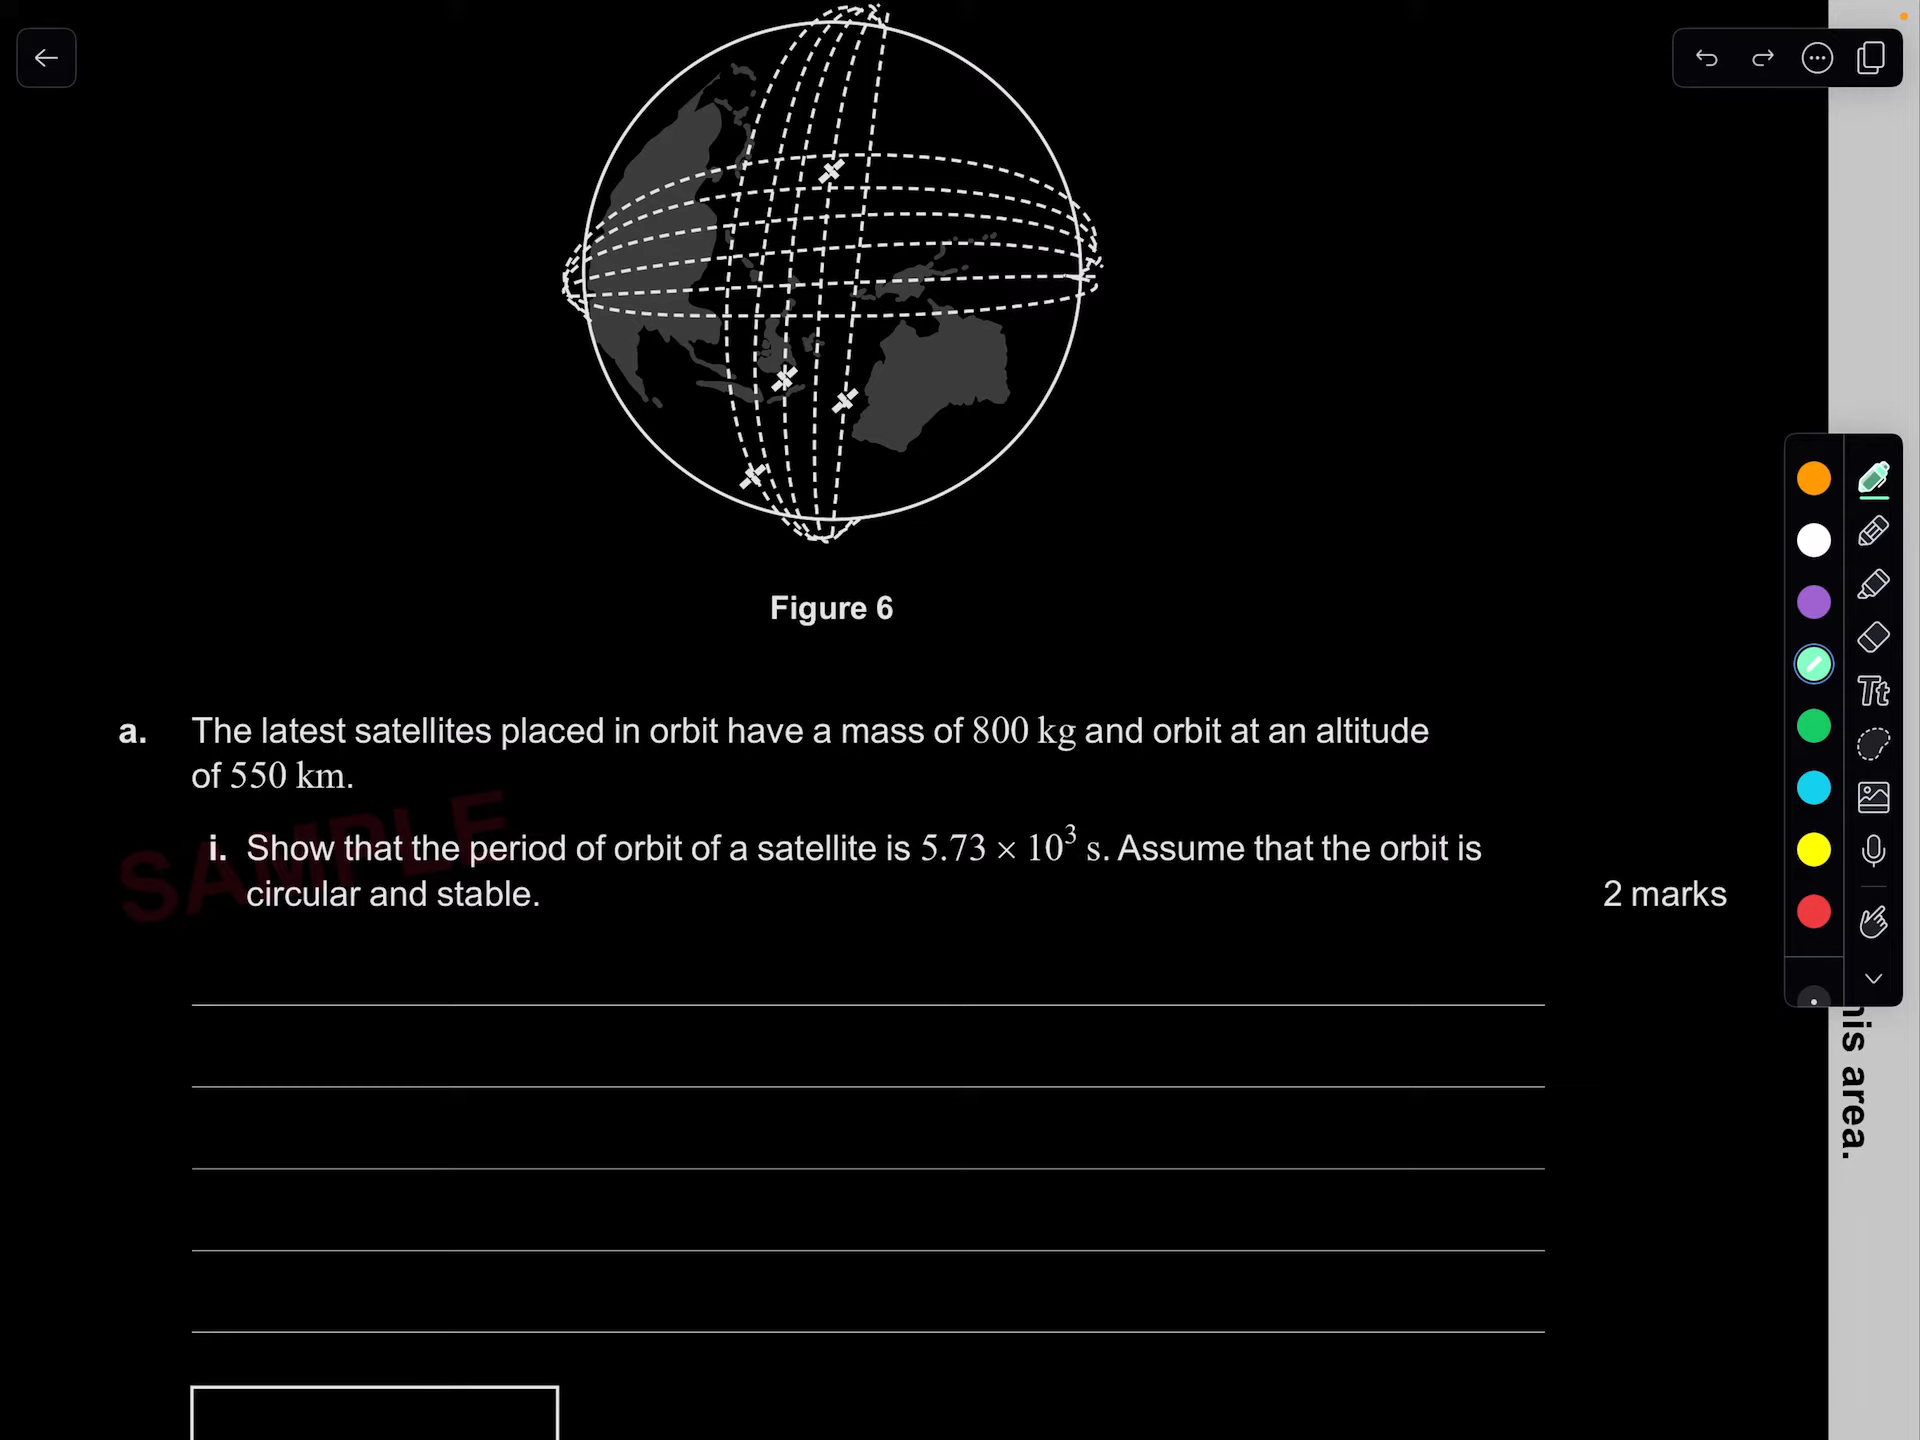 Figure 6
a. The latest satellites placed in orbit have a mass of 800 kg and orbit at an altitude
of 550 km.
SAMPLE
i. Show that the period of orbit of a satellite is 5.73 × 10³ s. Assume that the orbit is
circular and stable.
2 marks
Tt
his area.